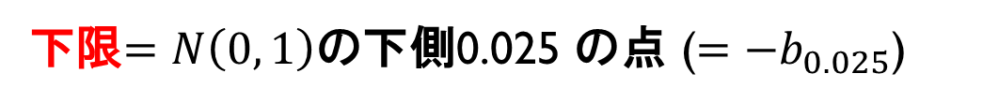 下限= N(0, 1)の下側0.025 の点 (= −b₀.₀₂₅)